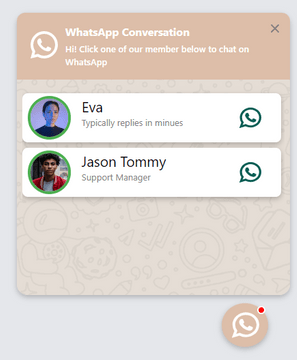 WhatsApp Conversation
Hi! Click one of our member below to chat on
WhatsApp
Eva
Typically replies in minues
Jason Tommy
Support Manager